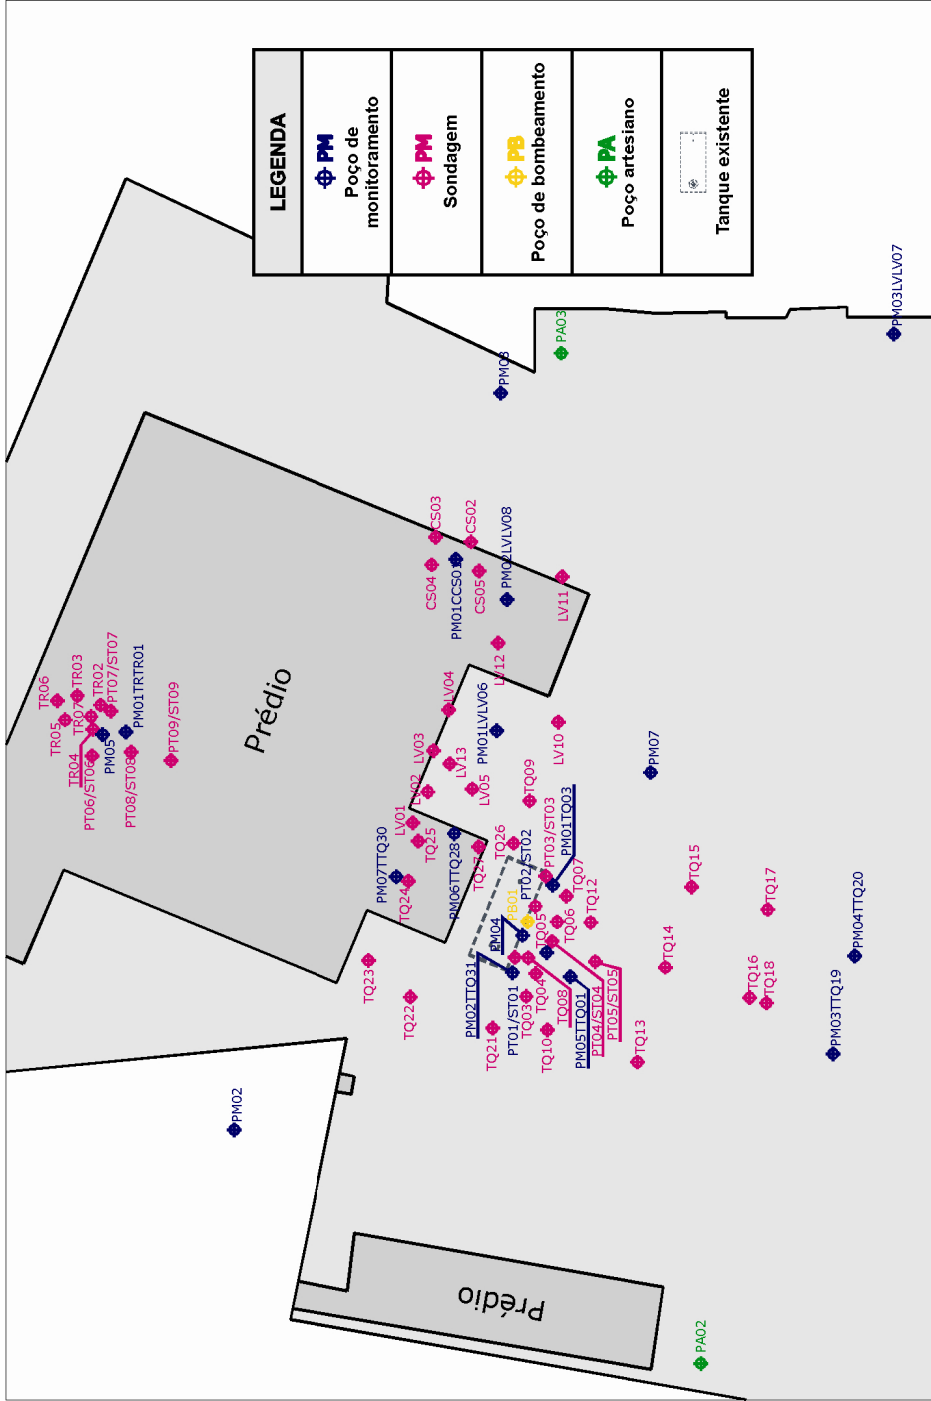 LEGENDA
PM
Poço de
monitoramento
PM
Sondagem
PB
Poço de bombeamento
PA
Poço artesiano
Tanque existente
PM03LVLV07
PA03
PM08
CS03
CS02
CS04
PM01CCS01
CS05
PM02LVLV08
LV11
LV12
TR06
TR03
TR02
PT07/ST07
TR05
TR07
PM01TRTR01
TR04
PM05
PT09/ST09
PT06/ST06
PT08/ST08
Prédio
LV04
PM01LVLV06
LV10
LV03
LV13
LV02
LV05
TQ09
PM07
LV01
TQ25
PM07TTQ30
PM06TTQ28
TQ27
TQ26
PT02/ST02
PT03/ST03
PM01TQ03
TQ24
PB01
TQ07
TQ12
TQ15
TQ17
PM04
TQ05
TQ06
TQ23
TQ14
PM04TTQ20
TQ22
PM02TTQ31
PT01/ST01
TQ03
TQ04
TQ08
PM05TTQ01
PT04/ST04
PT05/ST05
TQ16
TQ18
TQ21
TQ10
TQ13
PM03TTQ19
PM02
Prédio
PA02